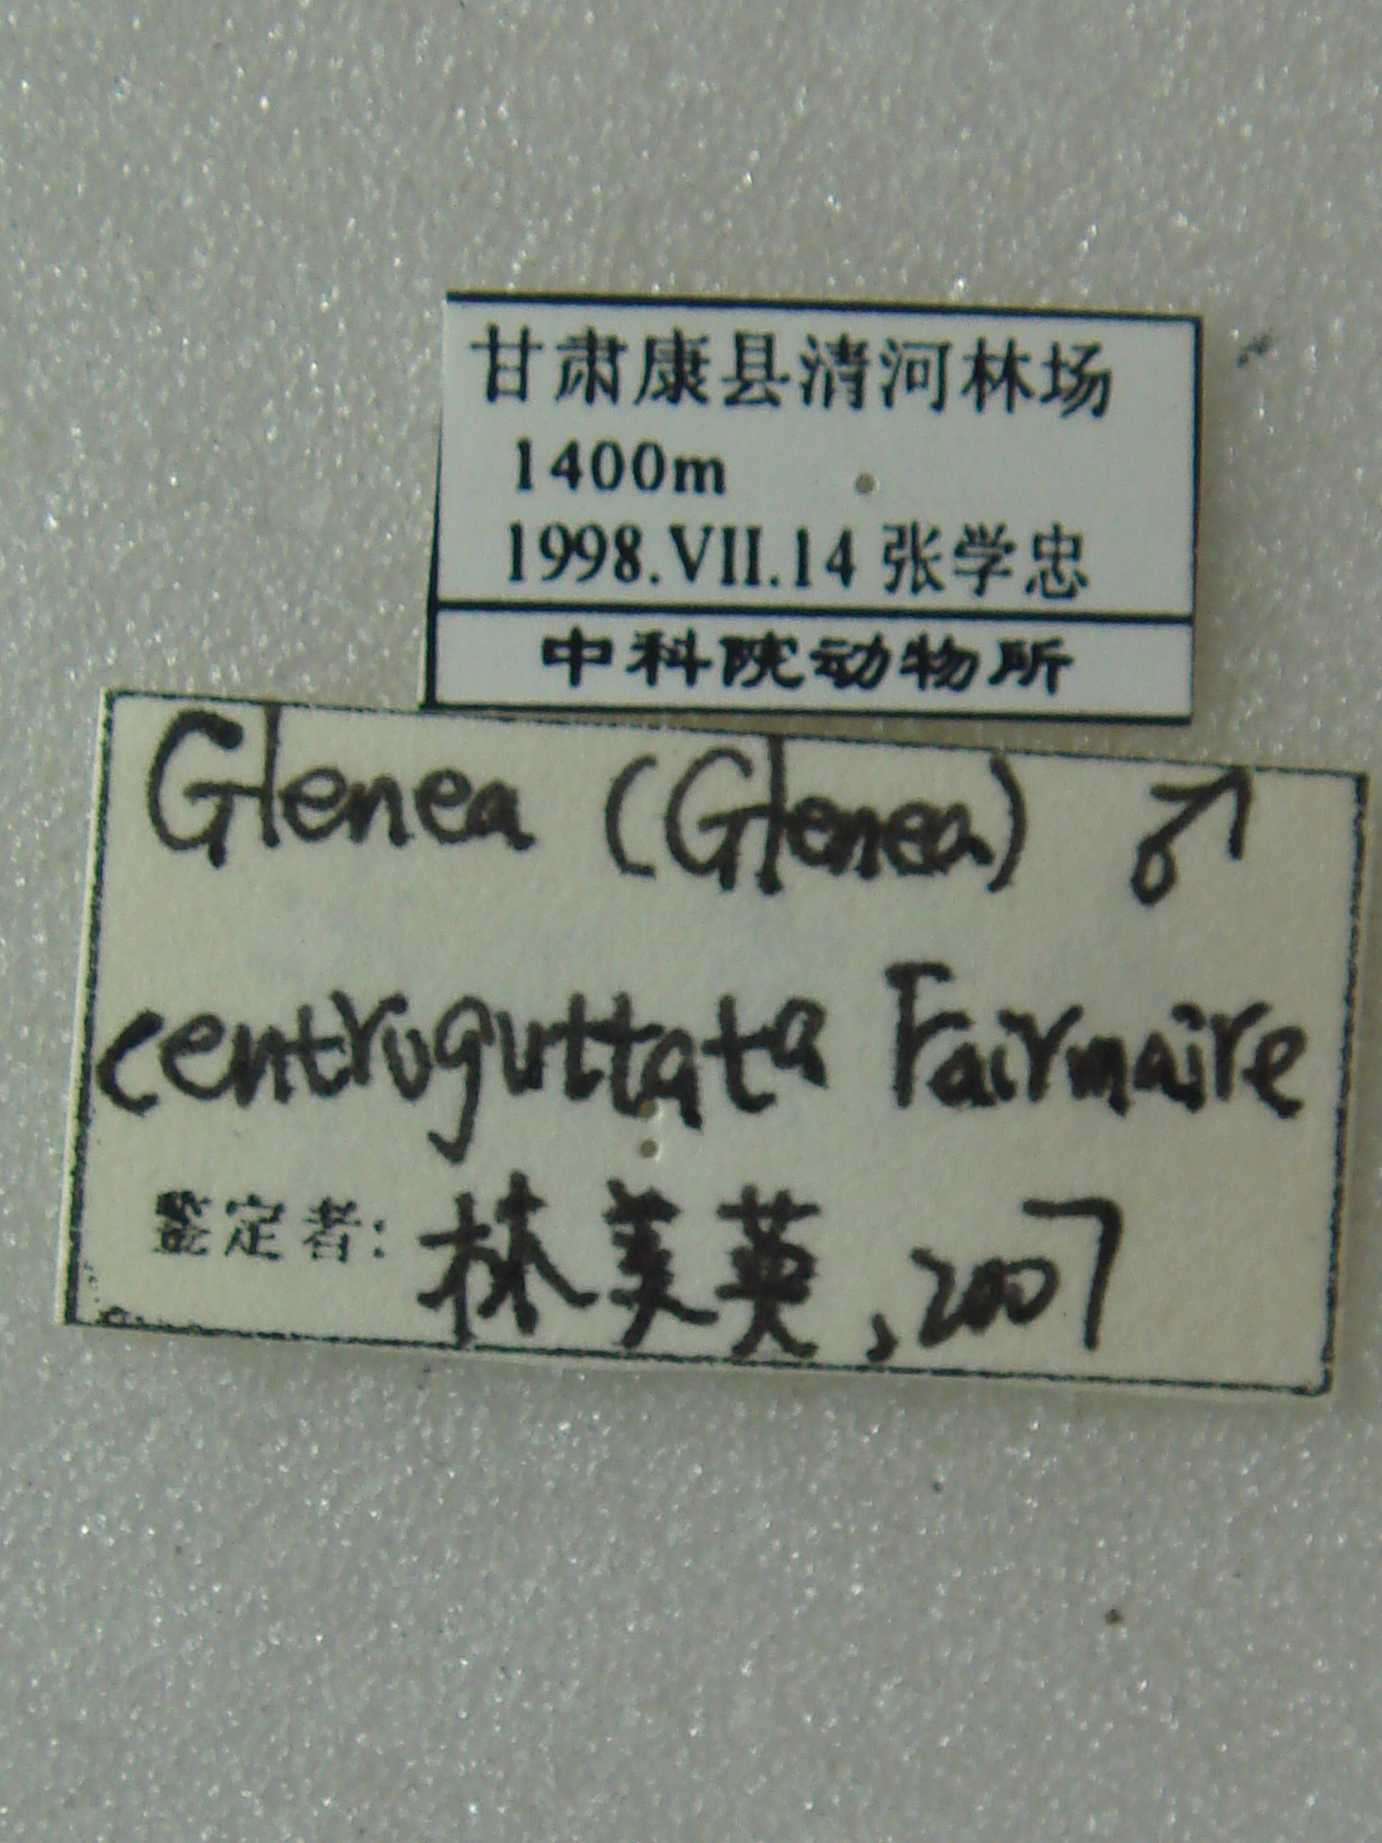 甘肃康县清河林场
1400m
1998.VII.14 张学忠
中科院动物所
Glenea (Glenea) ♂
centroguttata Fairmaire
鉴定者: 林美英, 2007